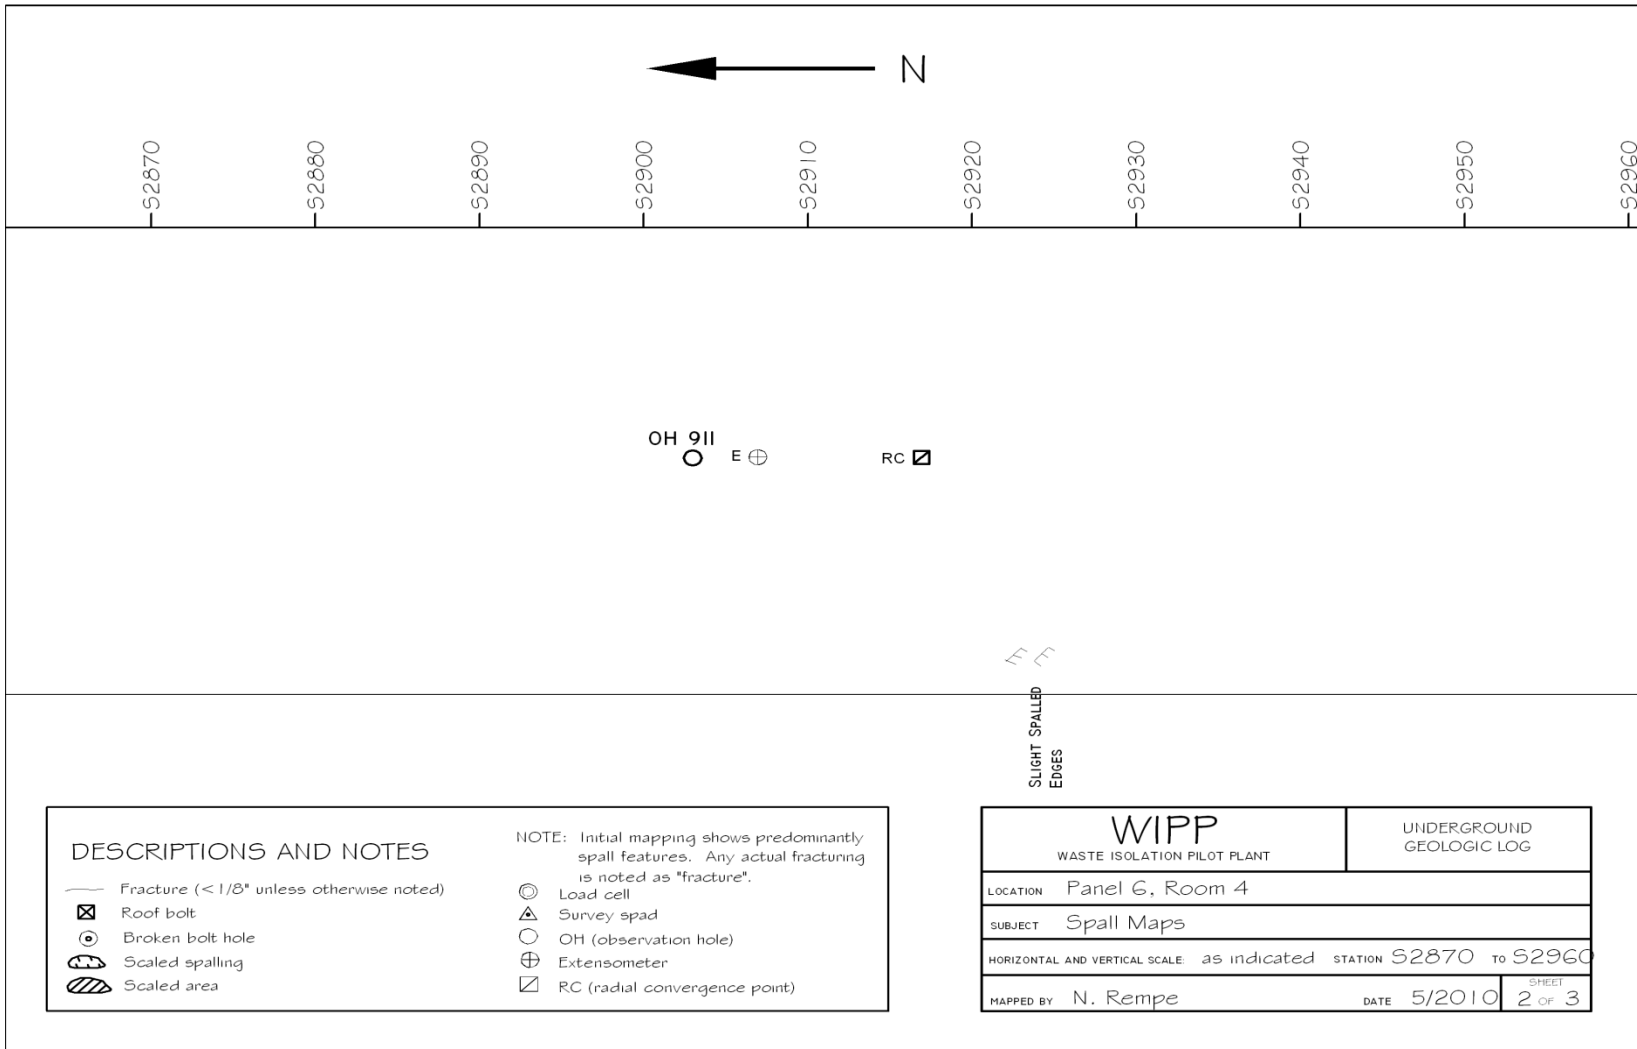 N
S2870
S2880
S2890
S2900
S2910
S2920
S2930
S2940
S2950
S2960
OH 911
E
RC
SLIGHT SPALLED
EDGES
DESCRIPTIONS AND NOTES
Fracture (<1/8" unless otherwise noted)
Roof bolt
Broken bolt hole
Scaled spalling
Scaled area
NOTE: Initial mapping shows predominantly
spall features. Any actual fracturing
is noted as "fracture".
Load cell
Survey spad
OH (observation hole)
Extensometer
RC (radial convergence point)
WIPP
WASTE ISOLATION PILOT PLANT
UNDERGROUND
GEOLOGIC LOG
LOCATION Panel 6, Room 4
SUBJECT Spall Maps
HORIZONTAL AND VERTICAL SCALE: as indicated STATION S2870 TO S2960
MAPPED BY N. Rempe DATE 5/2010
SHEET
2 OF 3